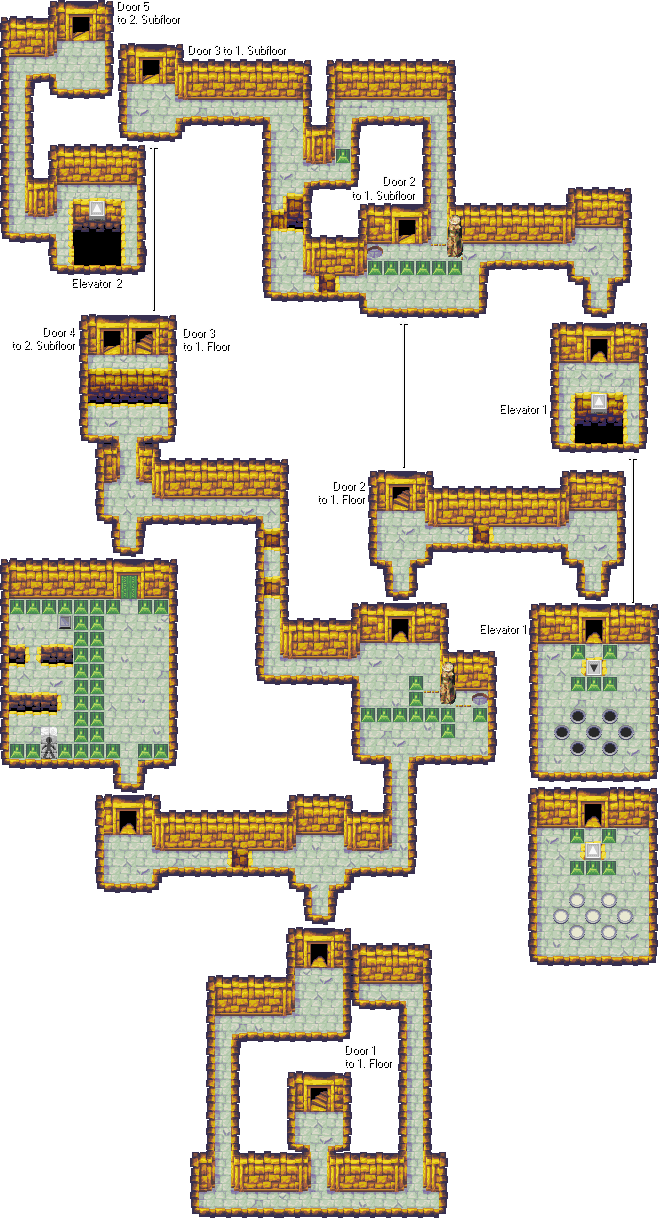 Door 5
to 2. Subfloor
Door 3 to 1. Subfloor
Door 2
to 1. Subfloor
Elevator 2
Door 4
to 2. Subfloor
Door 3
to 1. Floor
Elevator 1
Door 2
to 1. Floor
Elevator 1
Door 1
to 1. Floor